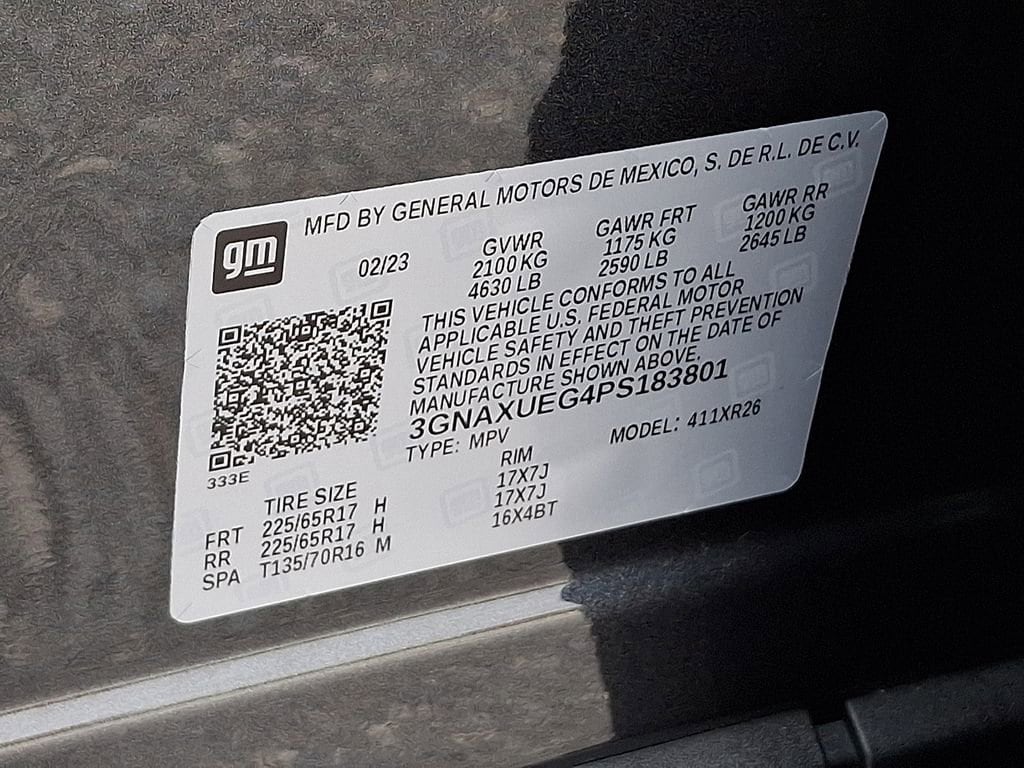 gm
MFD BY GENERAL MOTORS DE MEXICO, S. DE R.L. DE C.V.
02/23
GVWR
2100 KG
4630 LB
GAWR FRT
1175 KG
2590 LB
GAWR RR
1200 KG
2645 LB
THIS VEHICLE CONFORMS TO ALL
APPLICABLE U.S. FEDERAL MOTOR
VEHICLE SAFETY AND THEFT PREVENTION
STANDARDS IN EFFECT ON THE DATE OF
MANUFACTURE SHOWN ABOVE.
3GNAXUEG4PS183801
TYPE: MPV
MODEL: 411XR26
333E
TIRE SIZE RIM
FRT 225/65R17 H 17X7J
RR 225/65R17 H 17X7J
SPA T135/70R16 M 16X4BT